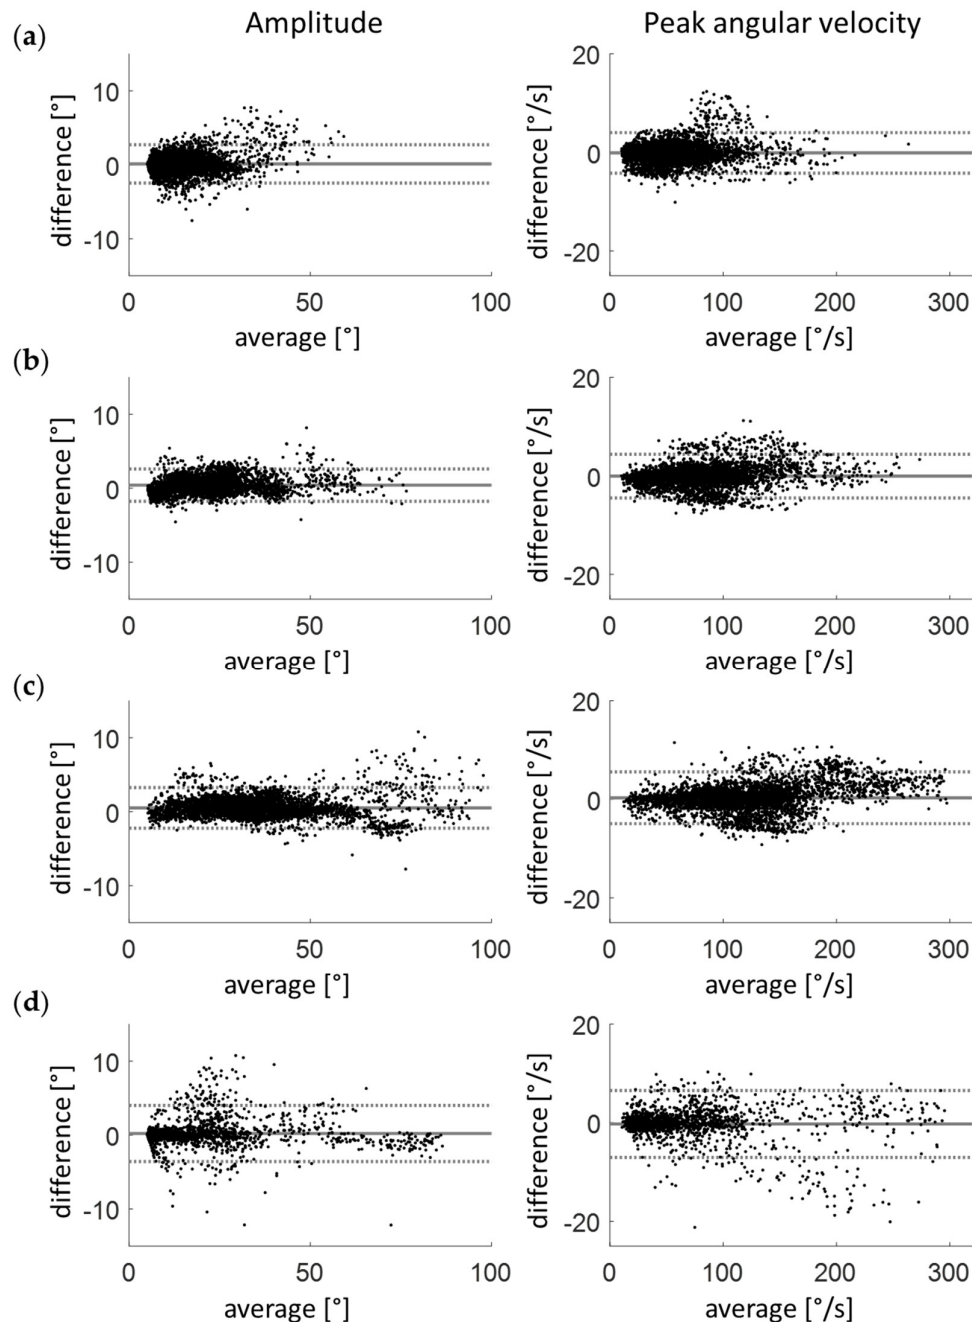 (a) Amplitude Peak angular velocity
difference [°] 10 0 -10
0 50 100
average [°]
difference [°/s] 20 0 -20
0 100 200 300
average [°/s]
(b)
difference [°] 10 0 -10
0 50 100
average [°]
difference [°/s] 20 0 -20
0 100 200 300
average [°/s]
(c)
difference [°] 10 0 -10
0 50 100
average [°]
difference [°/s] 20 0 -20
0 100 200 300
average [°/s]
(d)
difference [°] 10 0 -10
0 50 100
average [°]
difference [°/s] 20 0 -20
0 100 200 300
average [°/s]